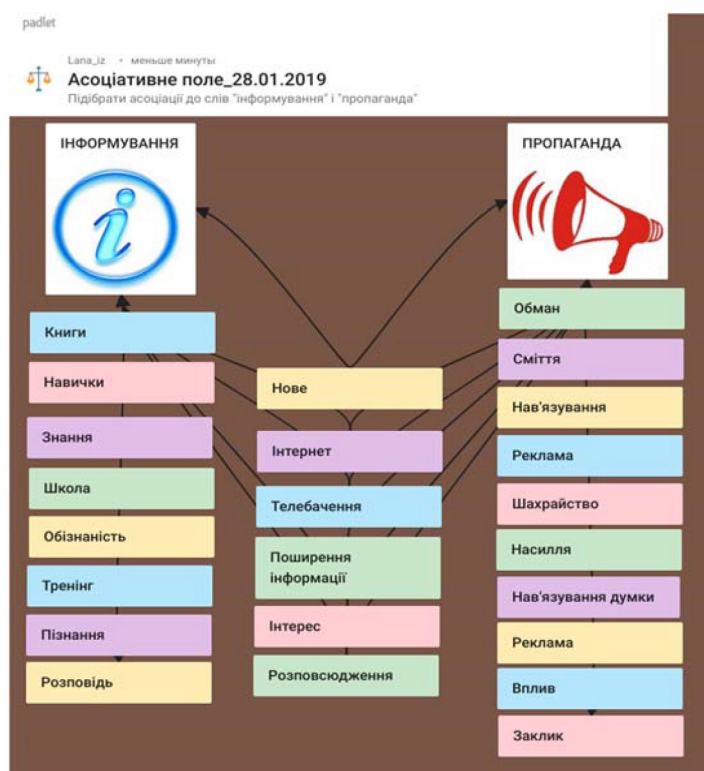 padlet
Lana_iz • меньше минуты
Асоціативне поле_28.01.2019
Підібрати асоціації до слів "інформування" і "пропаганда"
ІНФОРМУВАННЯ
Книги
Навички
Знання
Школа
Обізнаність
Тренінг
Пізнання
Розповідь
Нове
Інтернет
Телебачення
Поширення
інформації
Інтерес
Розповсюдження
ПРОПАГАНДА
Обман
Сміття
Нав'язування
Реклама
Шахрайство
Насилля
Нав'язування думки
Реклама
Вплив
Заклик